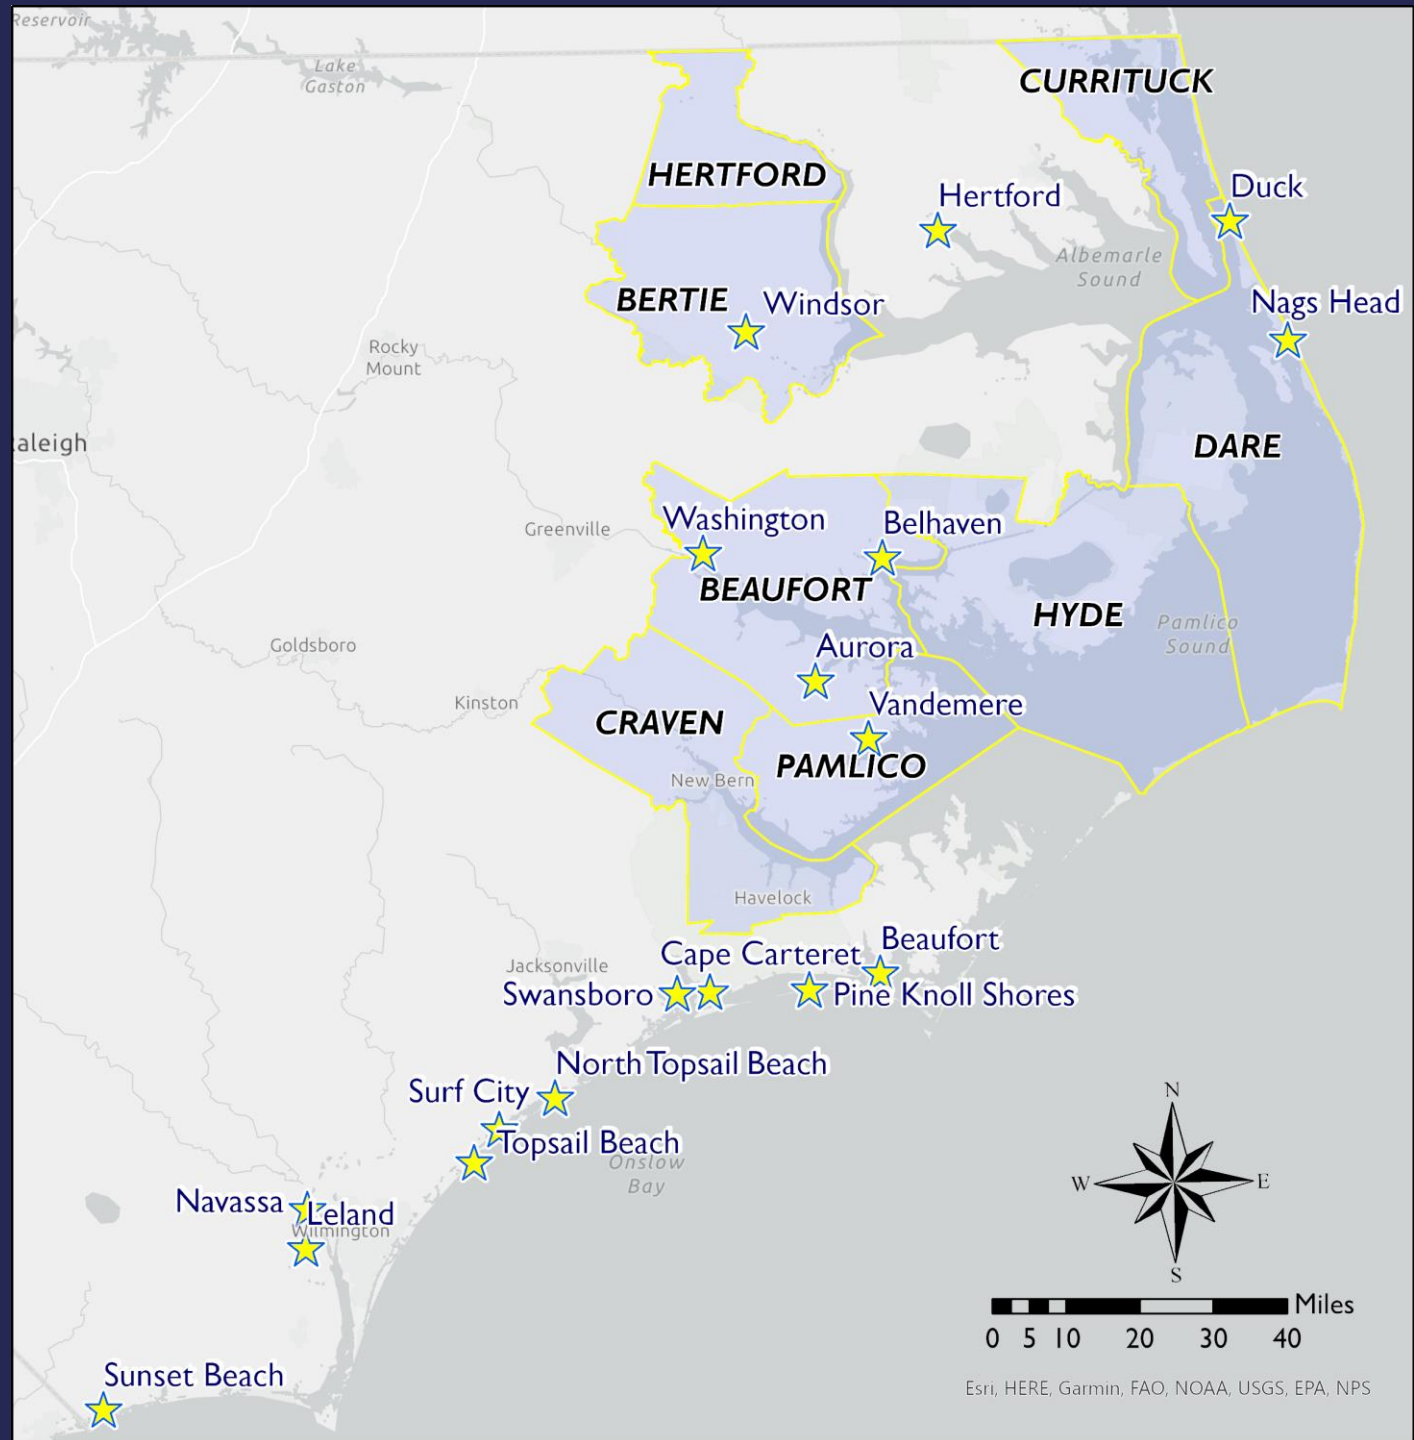 Reservoir
Lake
Gaston
CURRITUCK
HERTFORD
Hertford
Duck
Albemarle
Sound
BERTIE
Windsor
Nags Head
Rocky
Mount
aleigh
DARE
Washington
Belhaven
Greenville
BEAUFORT
HYDE
Pamlico
Sound
Goldsboro
Aurora
Kinston
Vandemere
CRAVEN
PAMLICO
New Bern
Havelock
Beaufort
Cape Carteret
Jacksonville
Swansboro
Pine Knoll Shores
North Topsail Beach
Surf City
Topsail Beach
Onslow
Bay
Navassa
Leland
Wilmington
N
W
E
S
Miles
0 5 10 20 30 40
Sunset Beach
Esri, HERE, Garmin, FAO, NOAA, USGS, EPA, NPS